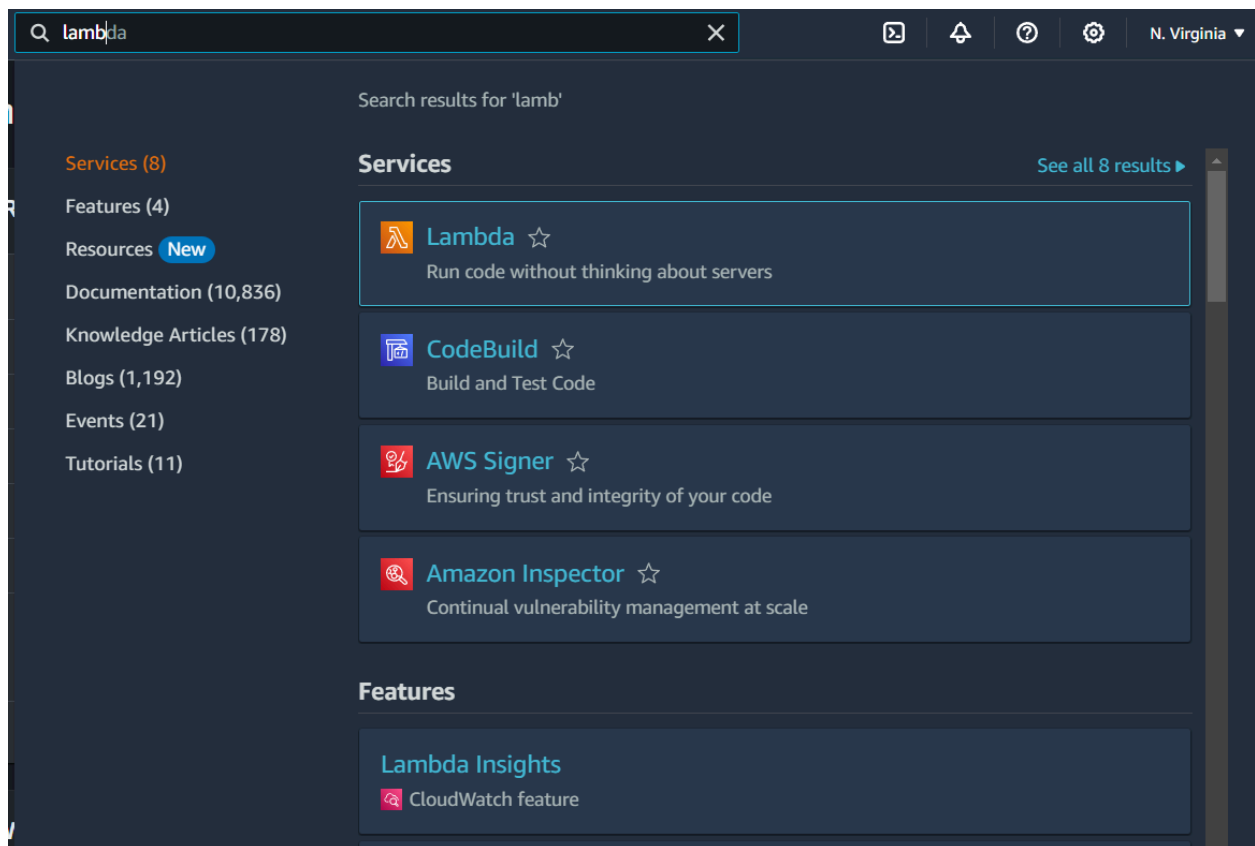 lambda
N. Virginia
Search results for 'lamb'
Services (8)
Features (4)
Resources New
Documentation (10,836)
Knowledge Articles (178)
Blogs (1,192)
Events (21)
Tutorials (11)
Services
See all 8 results
Lambda
Run code without thinking about servers
CodeBuild
Build and Test Code
AWS Signer
Ensuring trust and integrity of your code
Amazon Inspector
Continual vulnerability management at scale
Features
Lambda Insights
CloudWatch feature